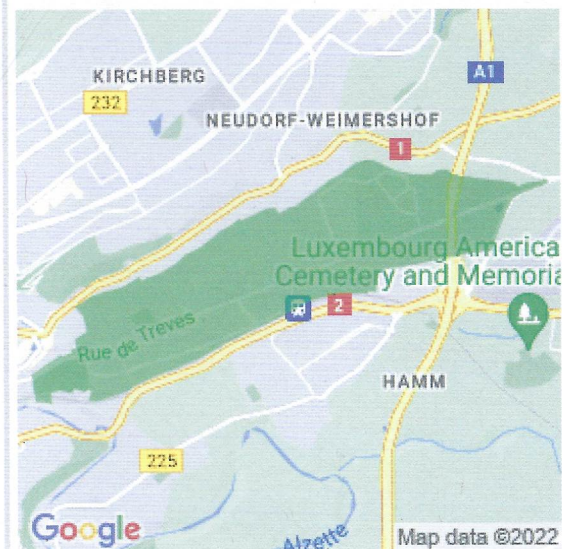 KIRCHBERG
232
A1
NEUDORF-WEIMERSHOF
1
Luxembourg America
Cemetery and Memoria
2
Rue de Treves
HAMM
225
Alzette
Google
Map data ©2022